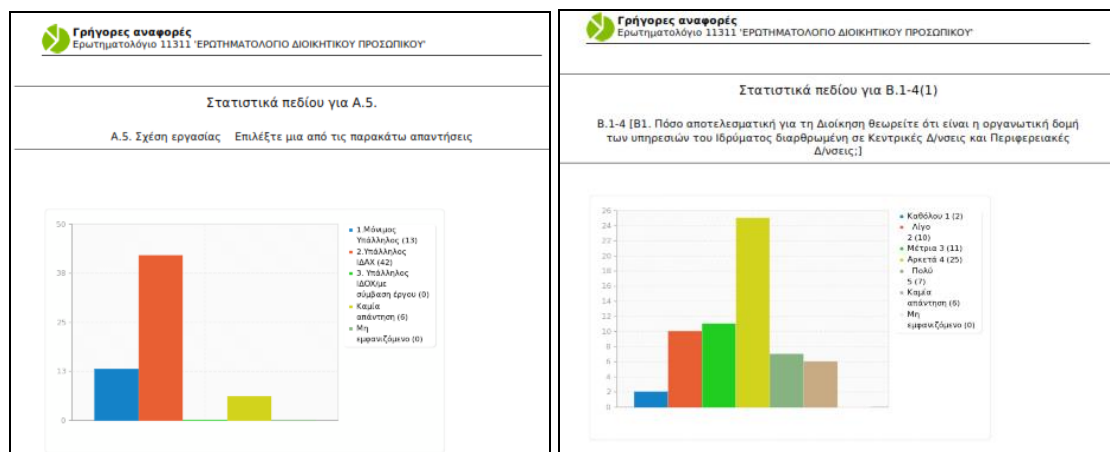 Γρήγορες αναφορές
Ερωτηματολόγιο 11311 'ΕΡΩΤΗΜΑΤΟΛΟΓΙΟ ΔΙΟΙΚΗΤΙΚΟΥ ΠΡΟΣΩΠΙΚΟΥ'
Στατιστικά πεδίου για A.5.
A.5. Σχέση εργασίας Επιλέξτε μια από τις παρακάτω απαντήσεις
50
38
25
13
0
1.Μόνιμος
Υπάλληλος (13)
2.Υπάλληλος
ΙΔΑΧ (42)
3. Υπάλληλος
ΙΔΟΧ/με
σύμβαση έργου (0)
Καμία
απάντηση (6)
Μη
εμφανιζόμενο (0)
Γρήγορες αναφορές
Ερωτηματολόγιο 11311 'ΕΡΩΤΗΜΑΤΟΛΟΓΙΟ ΔΙΟΙΚΗΤΙΚΟΥ ΠΡΟΣΩΠΙΚΟΥ'
Στατιστικά πεδίου για B.1-4(1)
B.1-4 [B1. Πόσο αποτελεσματική για τη Διοίκηση θεωρείτε ότι είναι η οργανωτική δομή
των υπηρεσιών του Ιδρύματος διαρθρωμένη σε Κεντρικές Δ/νσεις και Περιφερειακές
Δ/νσεις;]
26
24
22
20
18
16
14
12
10
8
6
4
2
0
Καθόλου 1 (2)
Λίγο
2 (10)
Μέτρια 3 (11)
Αρκετά 4 (25)
Πολύ
5 (7)
Καμία
απάντηση (6)
Μη
εμφανιζόμενο (0)